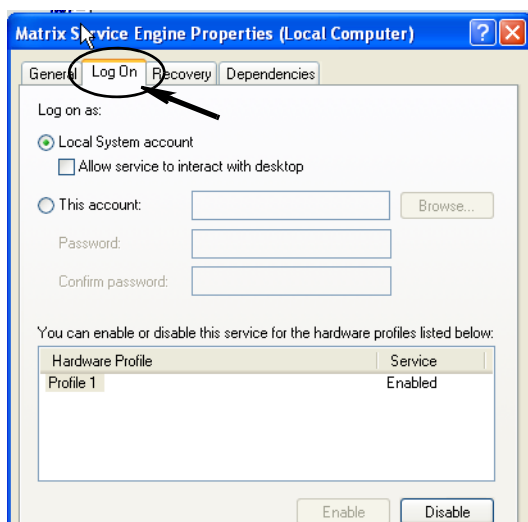 Matrix Service Engine Properties (Local Computer)
General Log On Recovery Dependencies
Log on as:
Local System account
Allow service to interact with desktop
This account: Browse...
Password:
Confirm password:
You can enable or disable this service for the hardware profiles listed below:
Hardware Profile Service
Profile 1 Enabled
Enable Disable